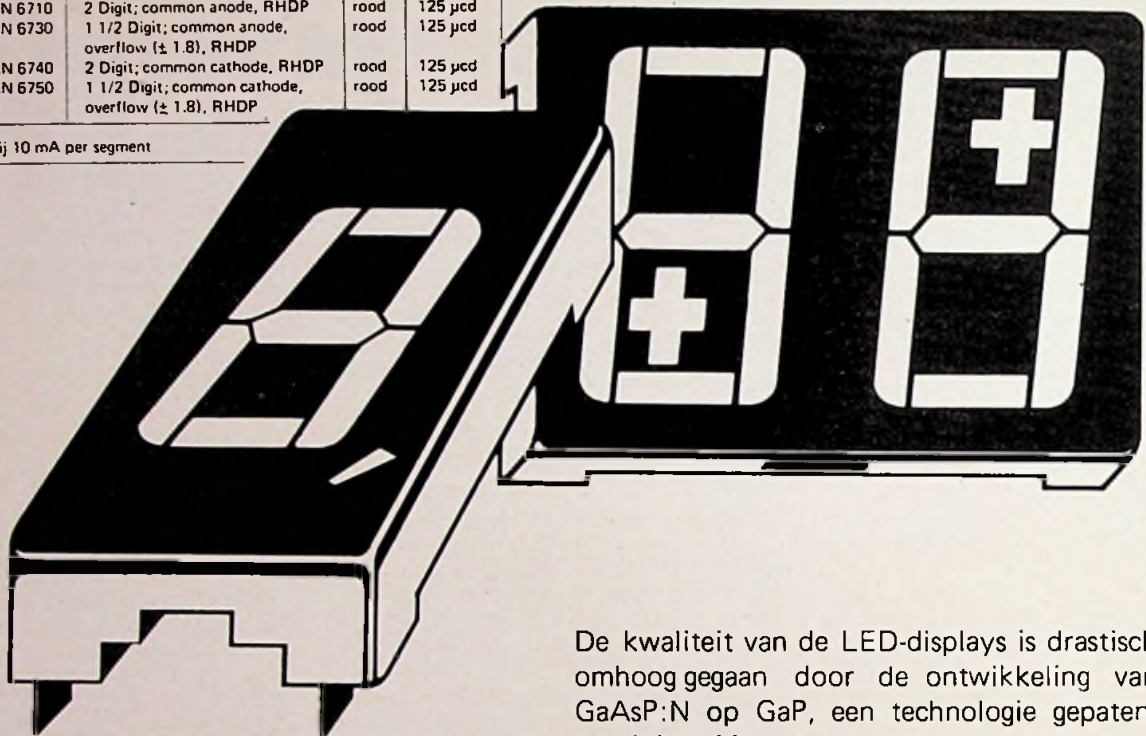 N 6710 2 Digit; common anode, RHDP rood 125 µcd
N 6730 1 1/2 Digit; common anode, rood 125 µcd
overflow (± 1.8), RHDP
N 6740 2 Digit; common cathode, RHDP rood 125 µcd
N 6750 1 1/2 Digit; common cathode, rood 125 µcd
overflow (± 1.8), RHDP
ij 10 mA per segment
De kwaliteit van de LED-displays is drastisch
omhoog gegaan door de ontwikkeling van
GaAsP:N op GaP, een technologie gepaten-